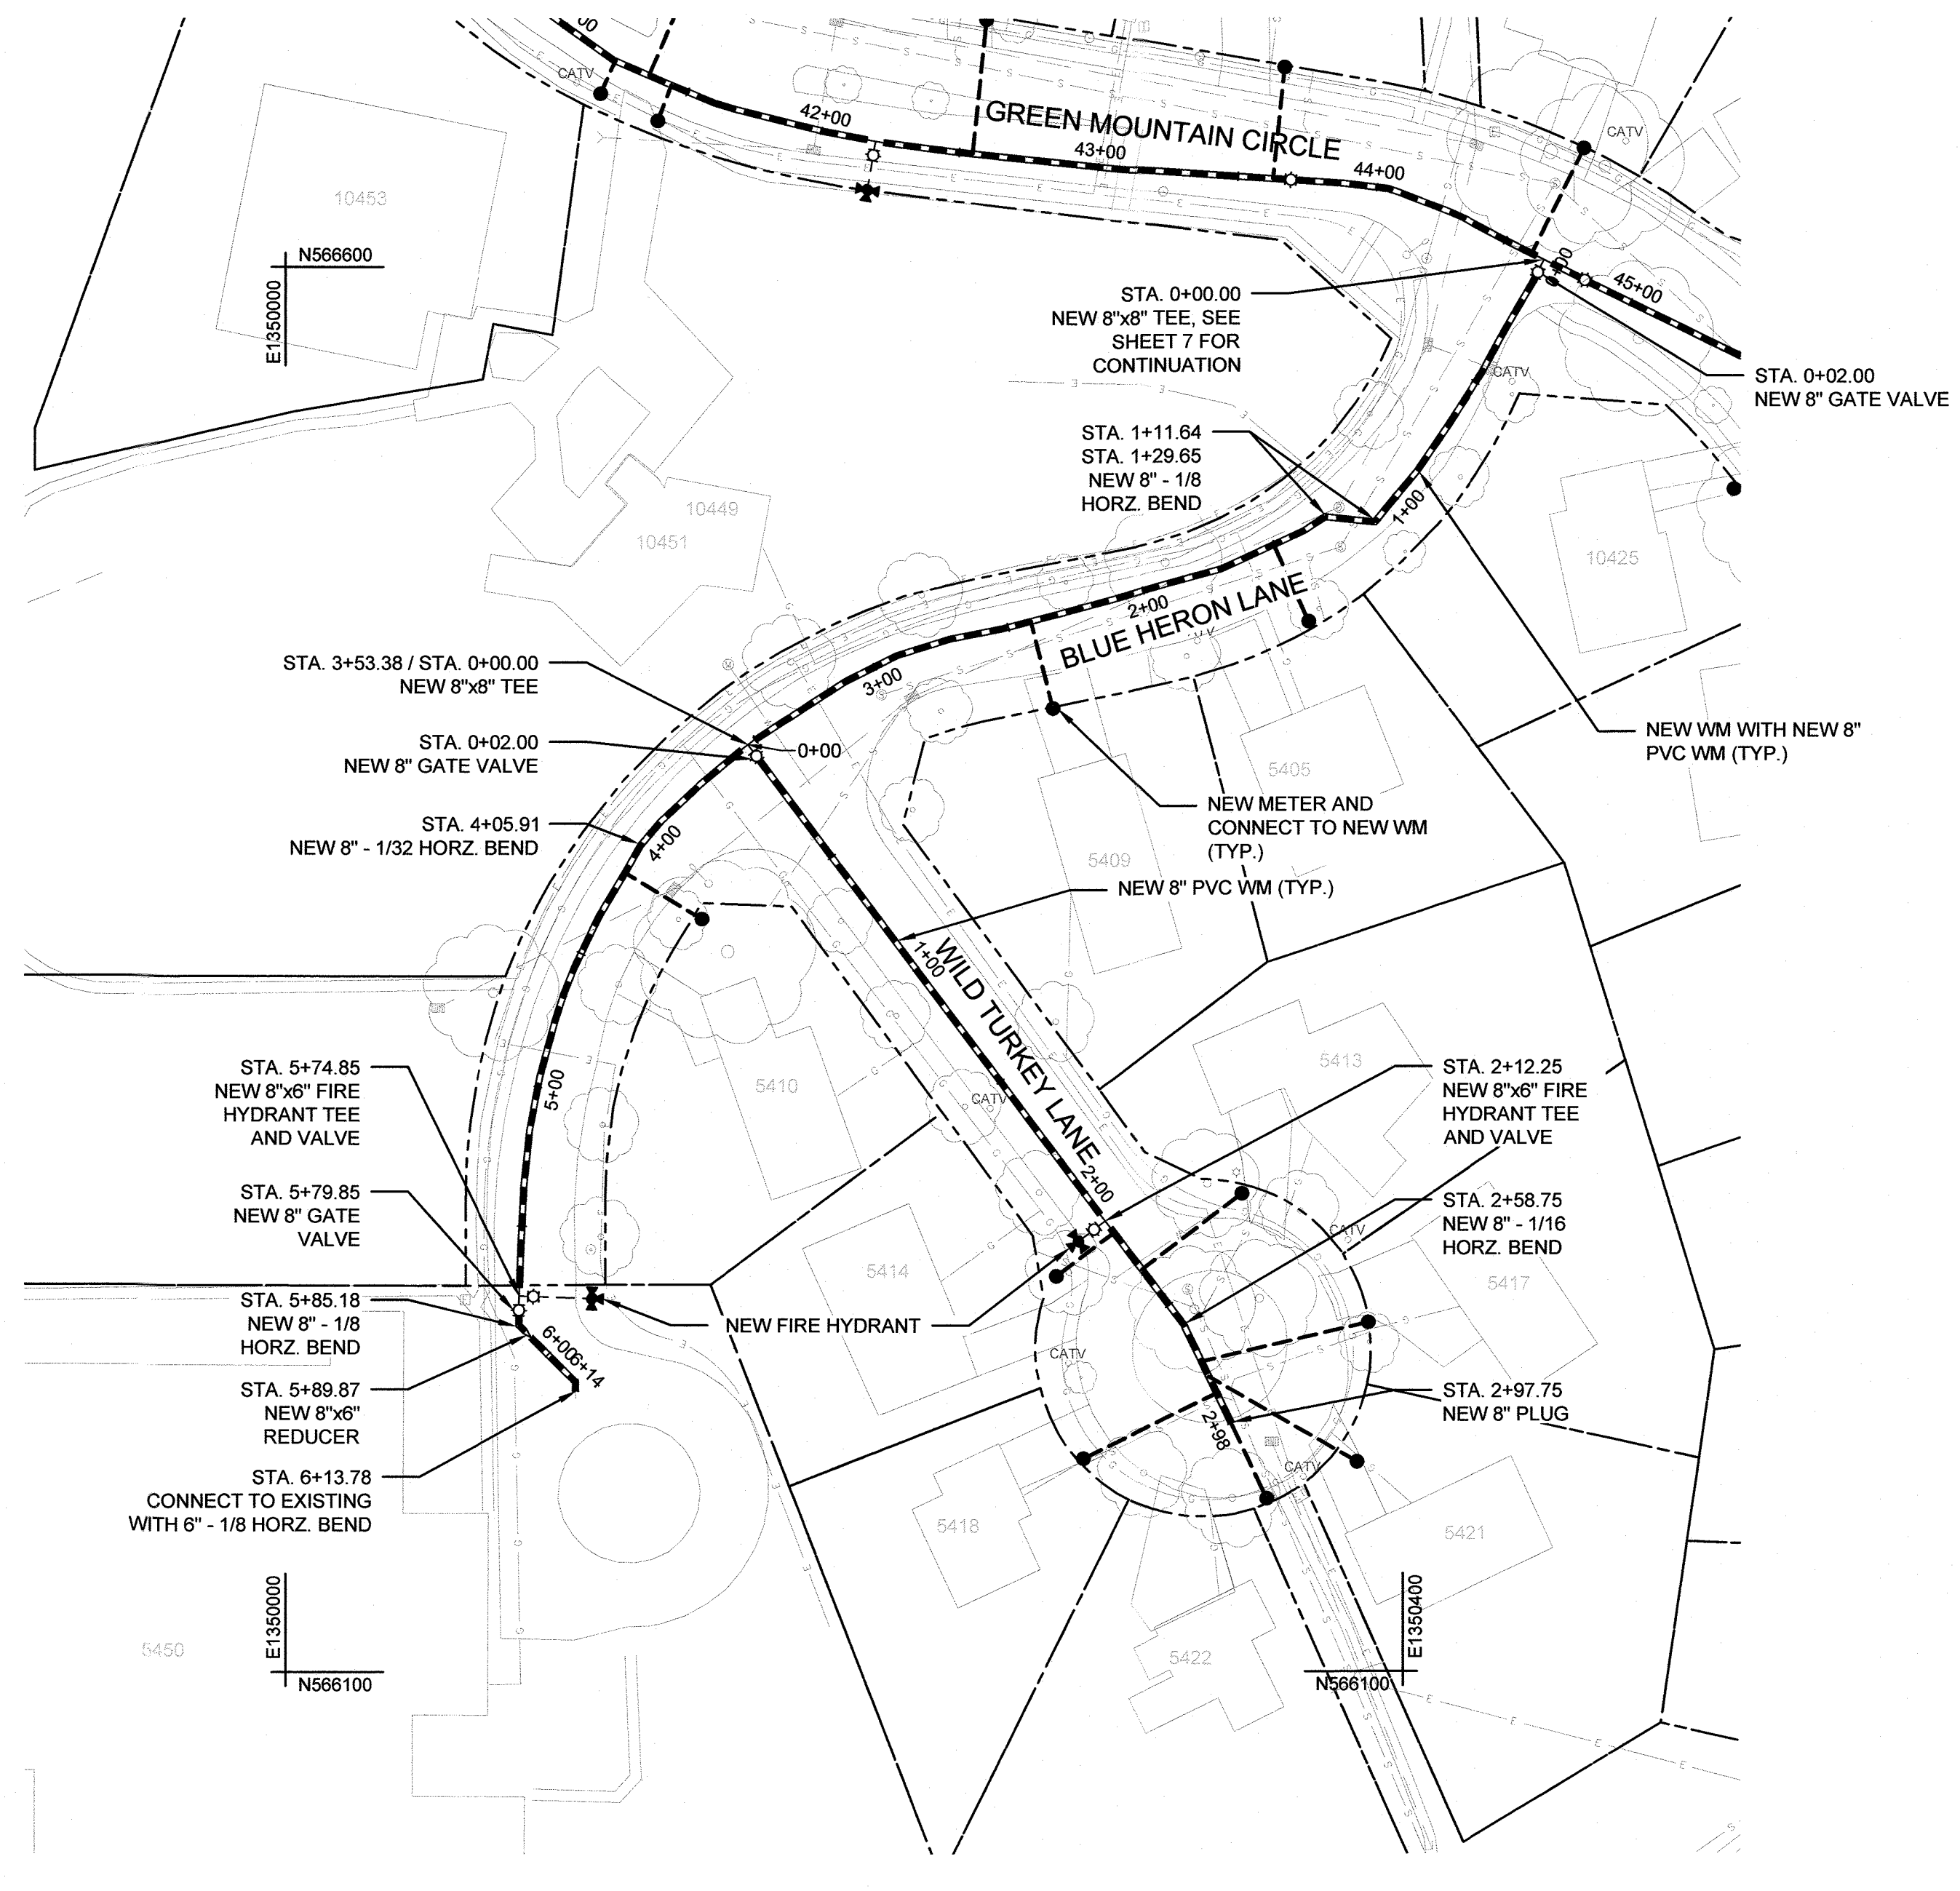 00
CATV
42+00
GREEN MOUNTAIN CIRCLE
43+00
44+00
CATV
10453
N566600
E1350000
45+00
STA. 0+00.00
NEW 8"x8" TEE, SEE
SHEET 7 FOR
CONTINUATION
CATV
STA. 0+02.00
NEW 8" GATE VALVE
STA. 1+11.64
STA. 1+29.65
NEW 8" - 1/8
HORZ. BEND
1+00
10449
10451
10425
BLUE HERON LANE
2+00
3+00
STA. 3+53.38 / STA. 0+00.00
NEW 8"x8" TEE
STA. 0+02.00
NEW 8" GATE VALVE
0+00
NEW WM WITH NEW 8"
PVC WM (TYP.)
5405
NEW METER AND
CONNECT TO NEW WM
(TYP.)
STA. 4+05.91
NEW 8" - 1/32 HORZ. BEND
4+00
5409
NEW 8" PVC WM (TYP.)
1+00
WILD TURKEY LANE
5410
CATV
5413
STA. 5+74.85
NEW 8"x6" FIRE
HYDRANT TEE
AND VALVE
5+00
STA. 2+12.25
NEW 8"x6" FIRE
HYDRANT TEE
AND VALVE
2+00
STA. 5+79.85
NEW 8" GATE
VALVE
STA. 2+58.75
NEW 8" - 1/16
HORZ. BEND
CATV
5414
5417
STA. 5+85.18
NEW 8" - 1/8
HORZ. BEND
NEW FIRE HYDRANT
6+00
6+14
CATV
STA. 5+89.87
NEW 8"x6"
REDUCER
STA. 2+97.75
NEW 8" PLUG
2+98
CATV
STA. 6+13.78
CONNECT TO EXISTING
WITH 6" - 1/8 HORZ. BEND
5418
5421
E1350000
N566100
5450
5422
E1350400
N566100